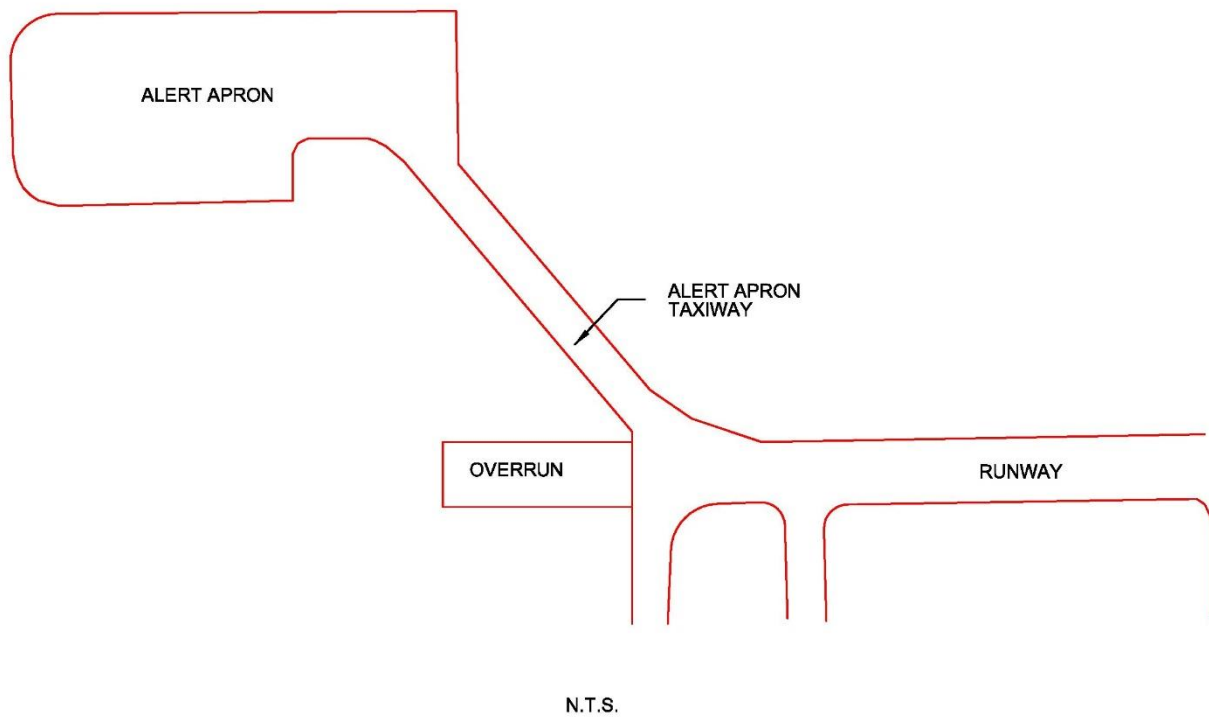 ALERT APRON
ALERT APRON
TAXIWAY
OVERRUN
RUNWAY
N.T.S.